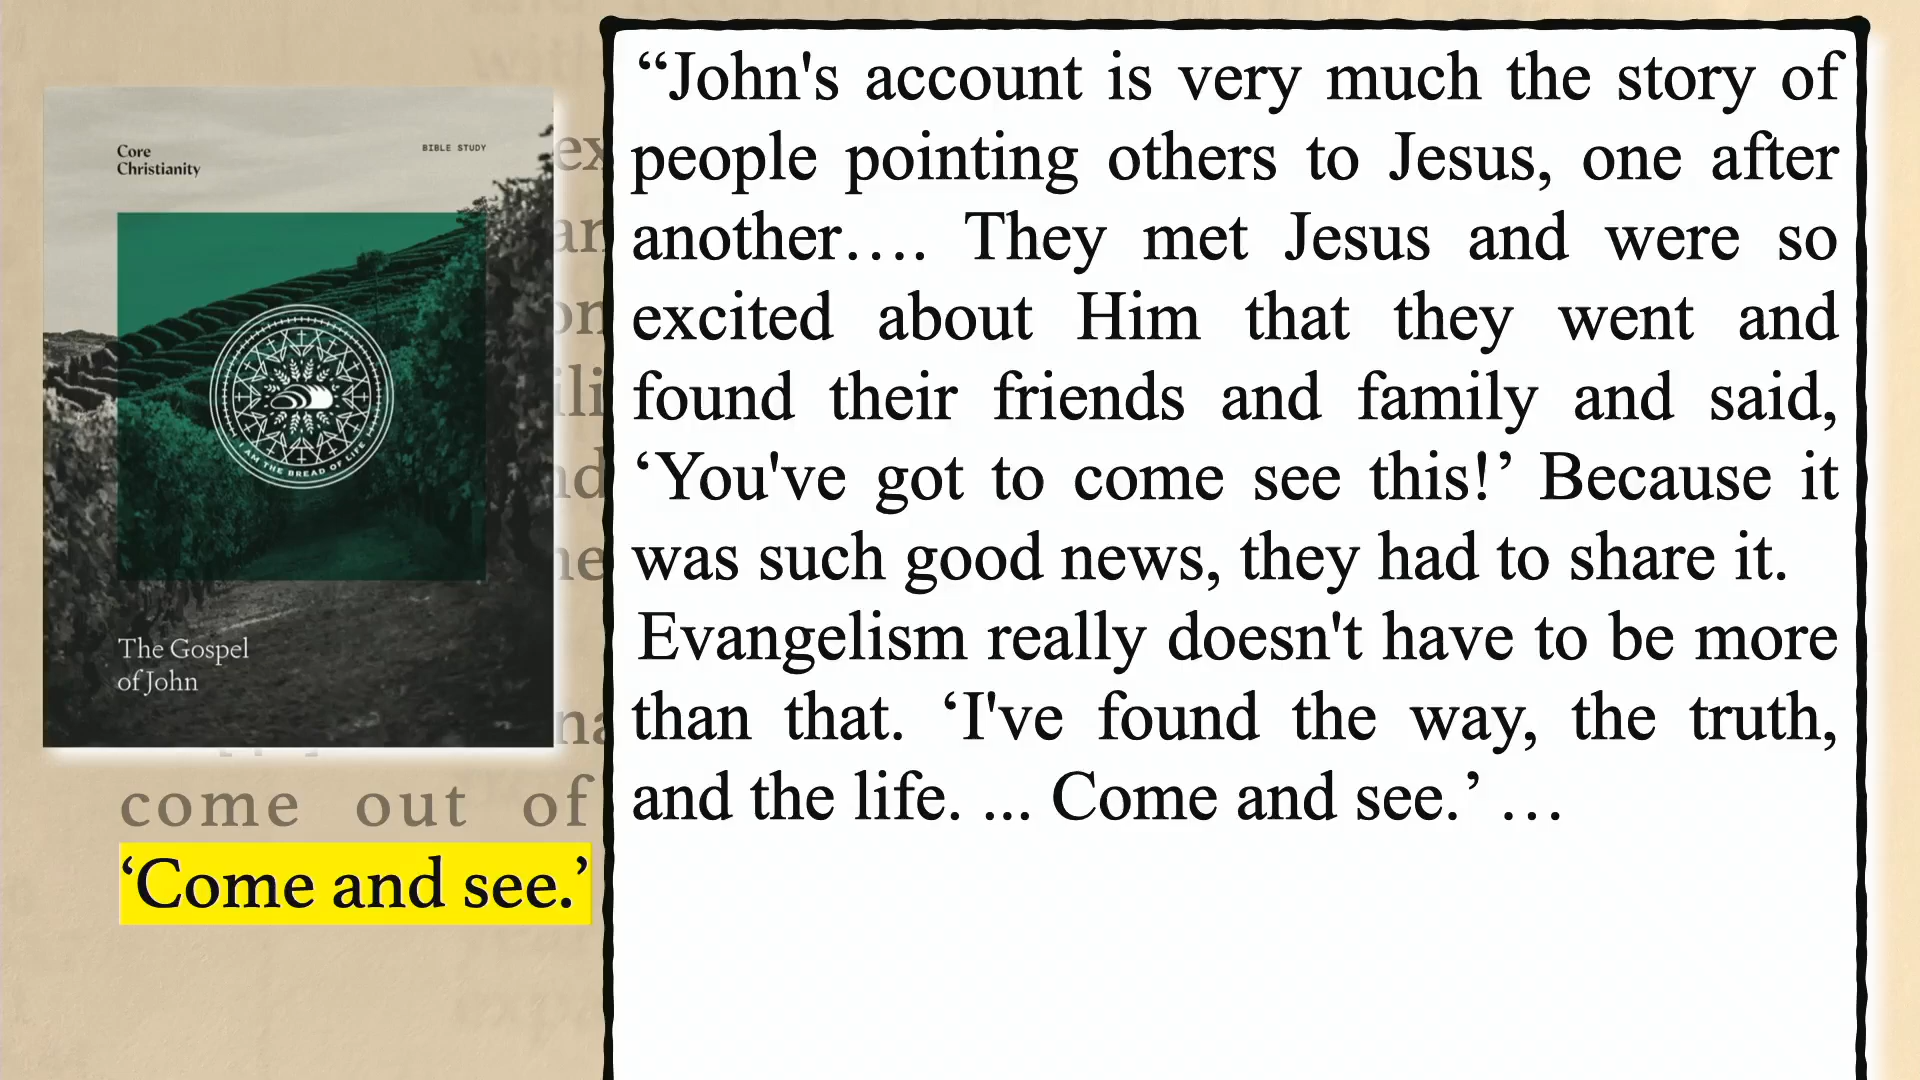 Core
Christianity
BIBLE STUDY
I AM THE BREAD OF LIFE
The Gospel
of John
come out of
‘Come and see.’
“John's account is very much the story of
people pointing others to Jesus, one after
another…. They met Jesus and were so
excited about Him that they went and
found their friends and family and said,
‘You've got to come see this!’ Because it
was such good news, they had to share it.
Evangelism really doesn't have to be more
than that. ‘I've found the way, the truth,
and the life. ... Come and see.’ …